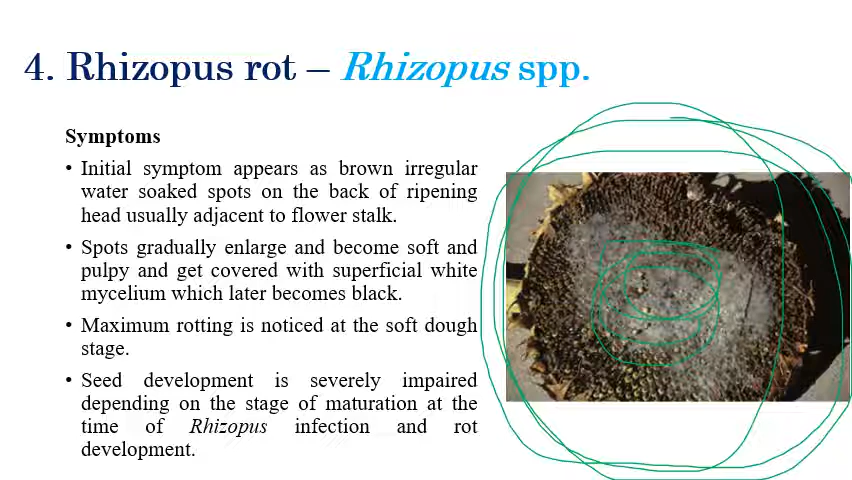 4. Rhizopus rot – Rhizopus spp.
Symptoms
• Initial symptom appears as brown irregular
water soaked spots on the back of ripening
head usually adjacent to flower stalk.
• Spots gradually enlarge and become soft and
pulpy and get covered with superficial white
mycelium which later becomes black.
• Maximum rotting is noticed at the soft dough
stage.
• Seed development is severely impaired
depending on the stage of maturation at the
time of Rhizopus infection and rot
development.